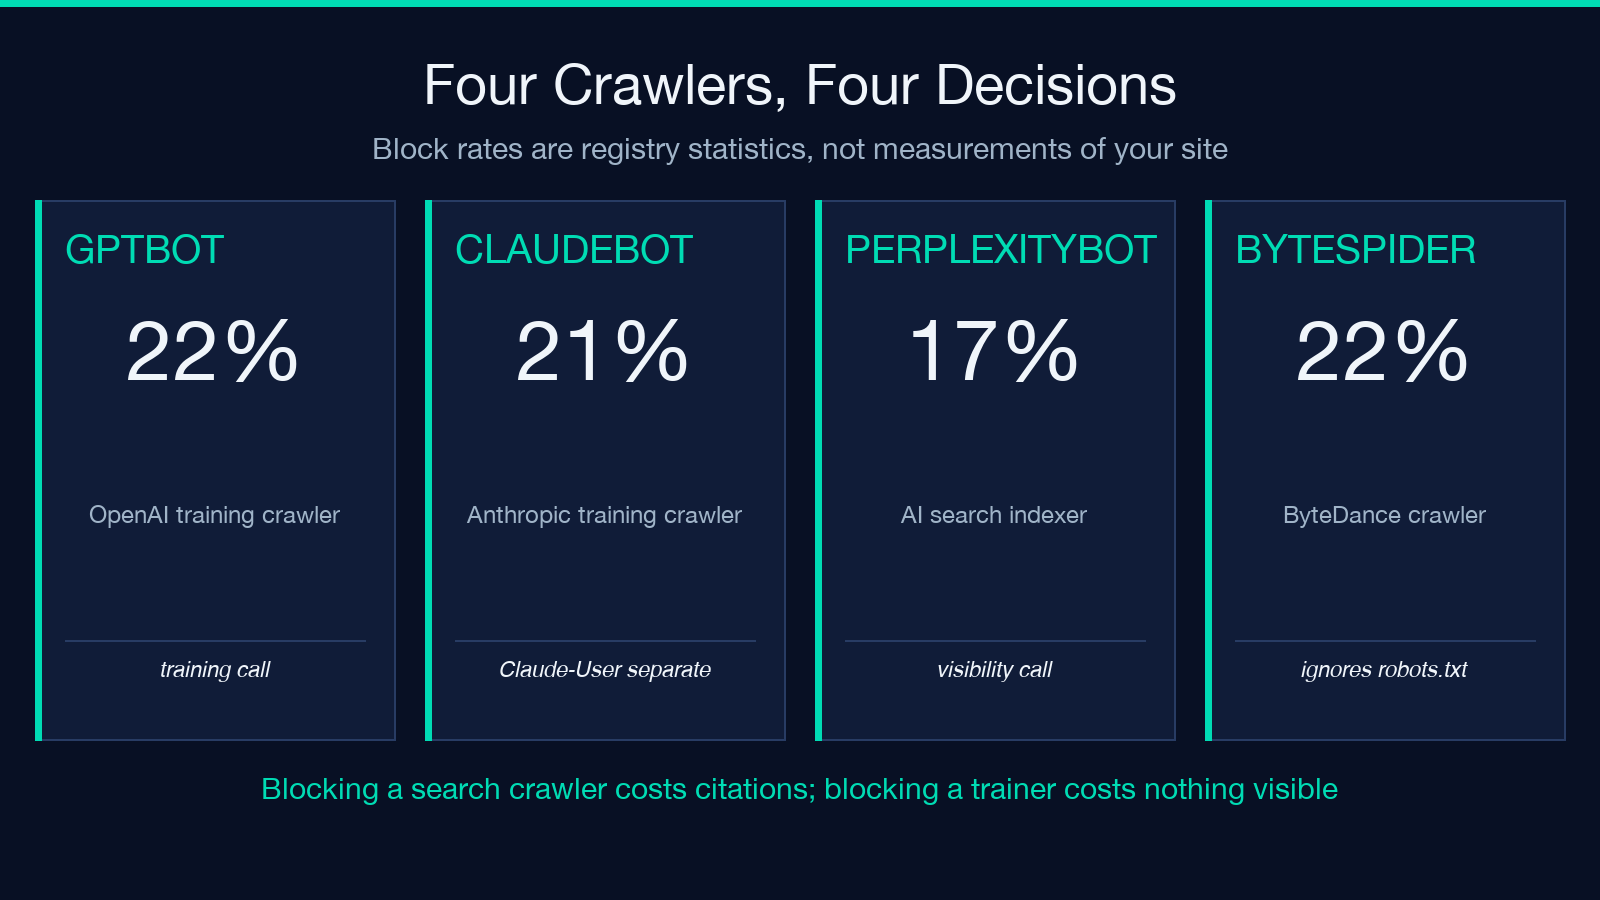 Four Crawlers, Four Decisions
Block rates are registry statistics, not measurements of your site
GPTBOT
22%
OpenAI training crawler
training call
CLAUDEBOT
21%
Anthropic training crawler
Claude-User separate
PERPLEXITYBOT
17%
AI search indexer
visibility call
BYTESPIDER
22%
ByteDance crawler
ignores robots.txt
Blocking a search crawler costs citations; blocking a trainer costs nothing visible